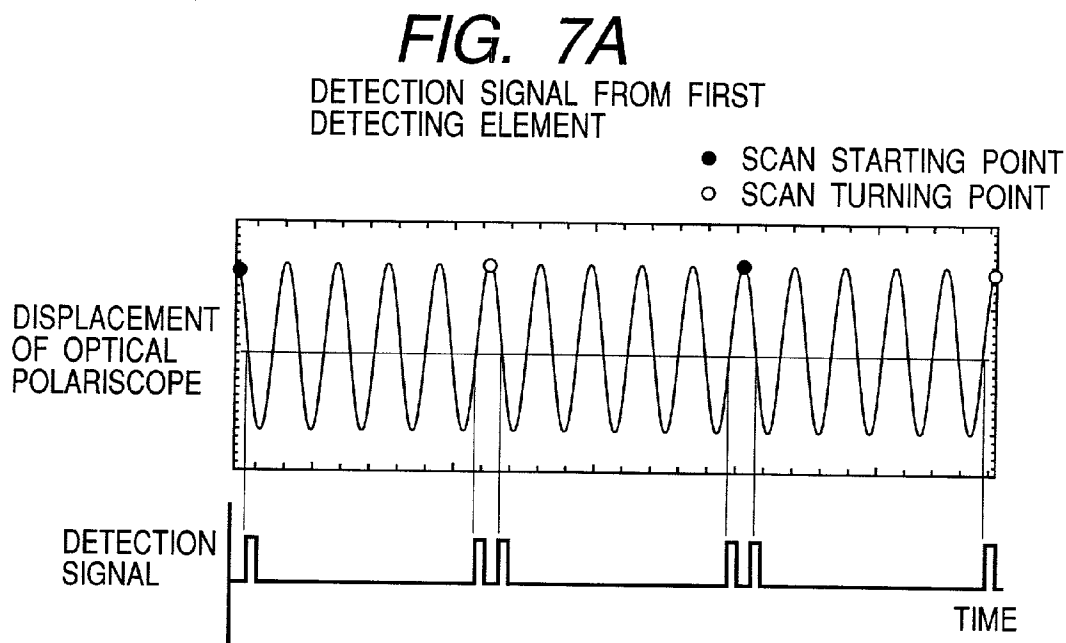 FIG. 7A
DETECTION SIGNAL FROM FIRST
DETECTING ELEMENT
● SCAN STARTING POINT
○ SCAN TURNING POINT
DISPLACEMENT
OF OPTICAL
POLARISCOPE
DETECTION
SIGNAL
TIME